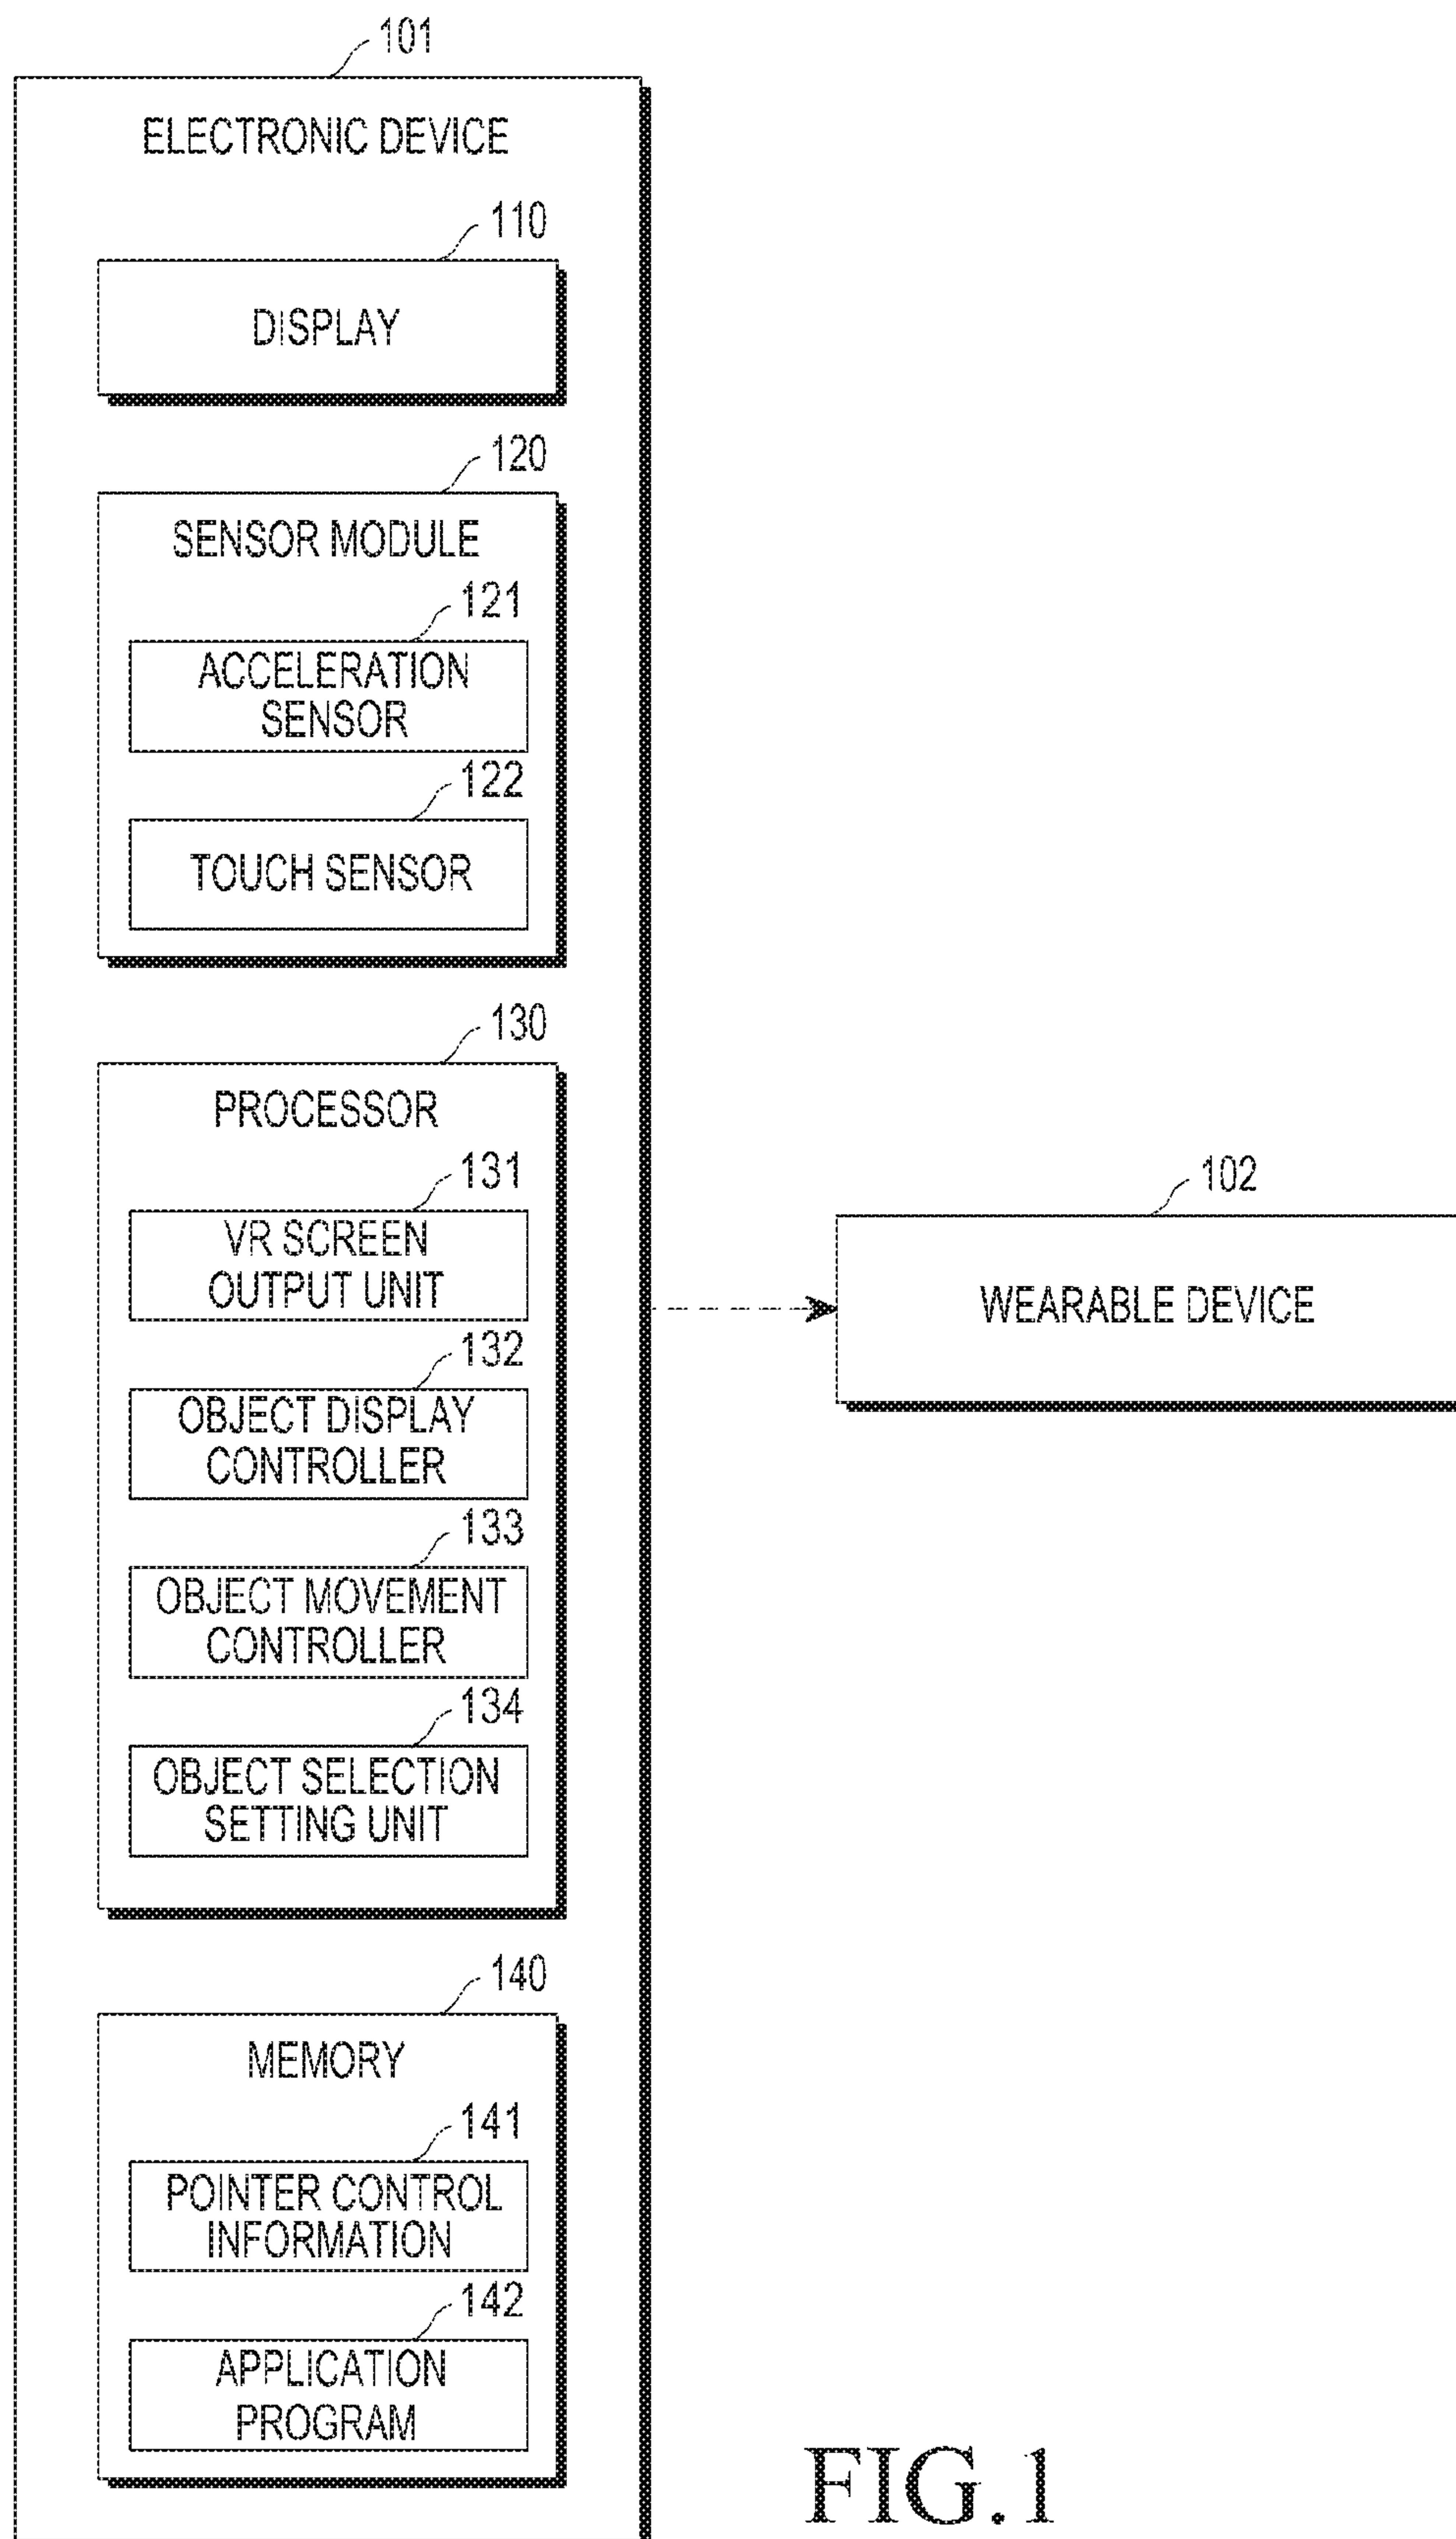 101
ELECTRONIC DEVICE
110
DISPLAY
120
SENSOR MODULE
121
ACCELERATION
SENSOR
122
TOUCH SENSOR
130
PROCESSOR
131
VR SCREEN
OUTPUT UNIT
132
OBJECT DISPLAY
CONTROLLER
133
OBJECT MOVEMENT
CONTROLLER
134
OBJECT SELECTION
SETTING UNIT
140
MEMORY
141
POINTER CONTROL
INFORMATION
142
APPLICATION
PROGRAM
102
WEARABLE DEVICE
FIG.1